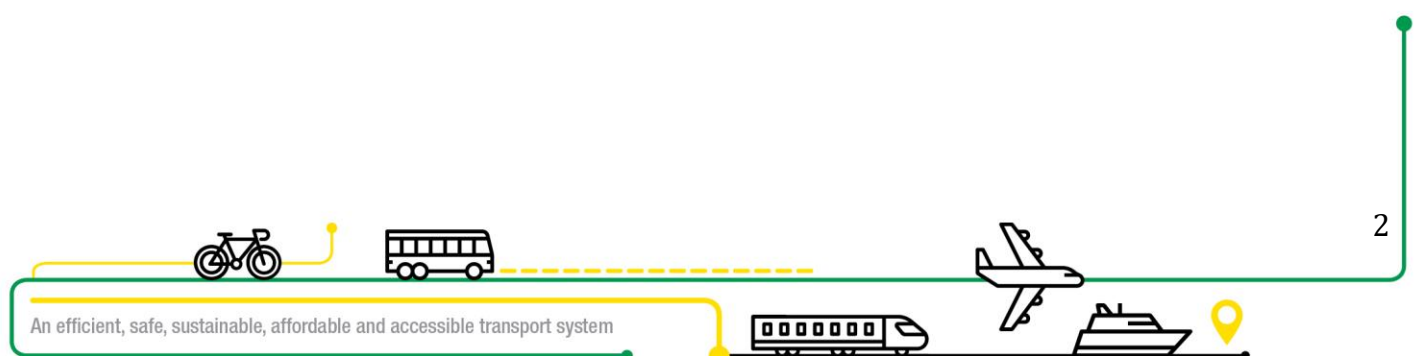 2
An efficient, safe, sustainable, affordable and accessible transport system